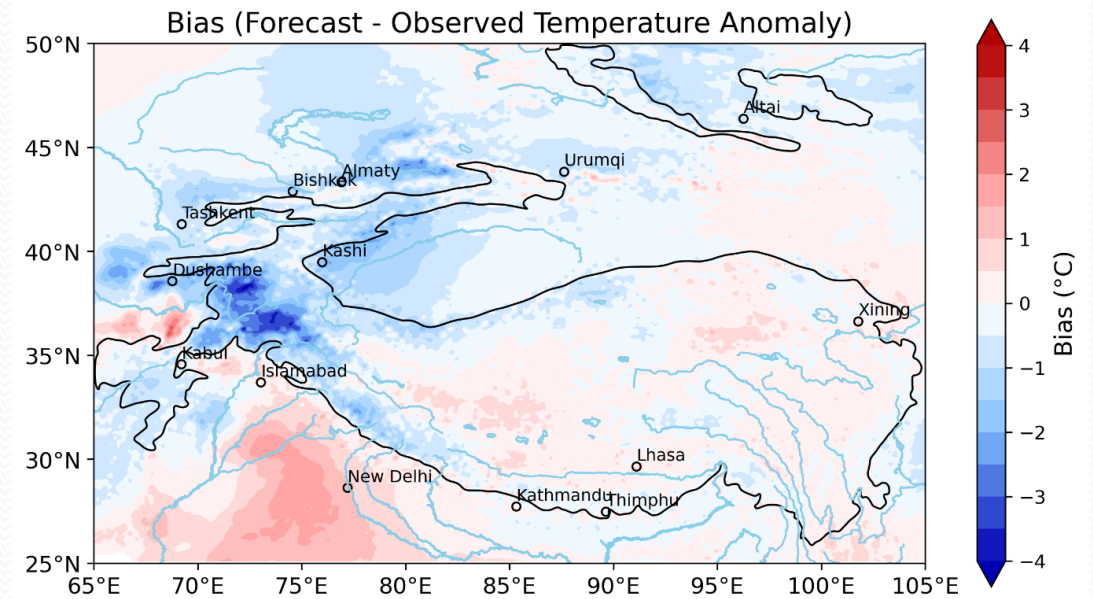 Bias (Forecast - Observed Temperature Anomaly)
50°N
45°N
40°N
35°N
30°N
25°N
Altai
Urumqi
Almaty
Bishkek
Tashkent
Kashi
Dushambe
Xining
Kabul
Islamabad
Lhasa
New Delhi
Kathmandu
Thimphu
65°E 70°E 75°E 80°E 85°E 90°E 95°E 100°E 105°E
4
3
2
1
0
−1
−2
−3
−4
Bias (°C)